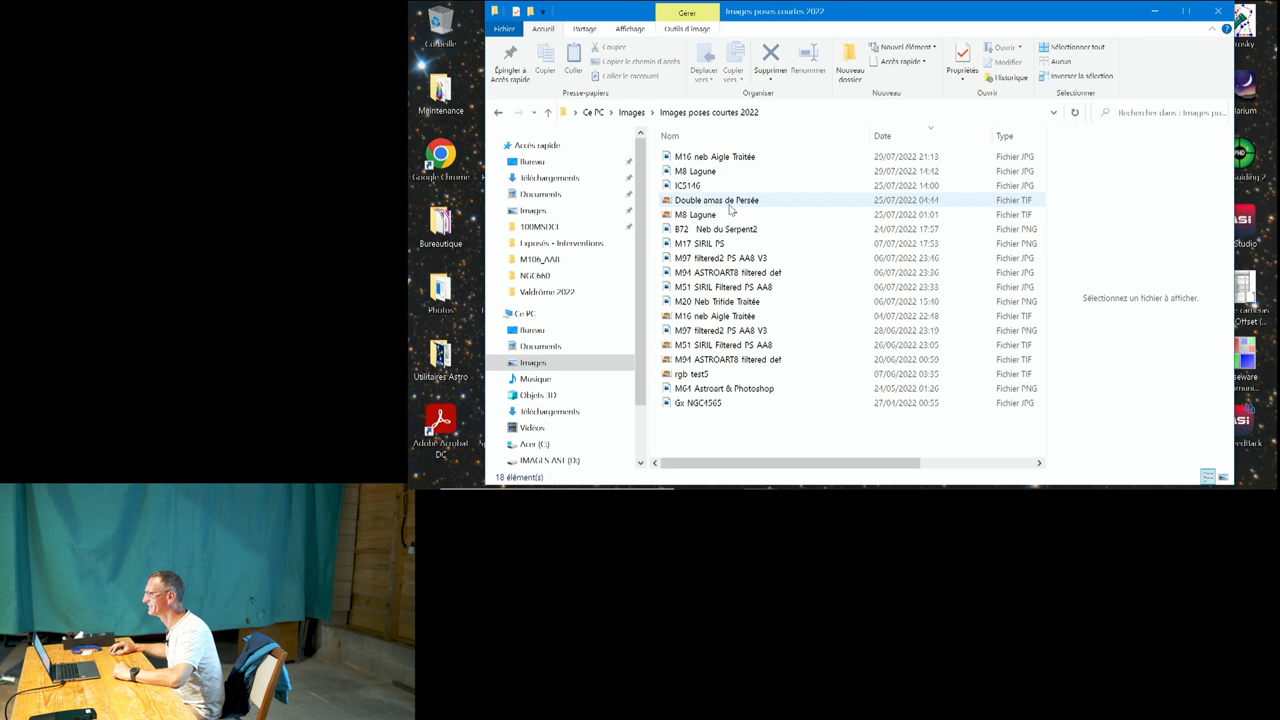 Gérer
Images poses courtes 2022
Fichier Accueil Partage Affichage Outils d'image
Épingler à Accès rapide
Copier
Coller
Couper
Copier le chemin d'accès
Coller le raccourci
Presse-papiers
Déplacer vers
Copier vers
Supprimer
Renommer
Organiser
Nouveau dossier
Nouvel élément
Accès rapide
Nouveau
Propriétés
Ouvrir
Modifier
Historique
Ouvrir
Sélectionner tout
Aucun
Inverser la sélection
Sélectionner
Ce PC > Images > Images poses courtes 2022
Rechercher dans : Images po...
Corbeille
Maintenance
Google Chrome
Bureautique
Photos
Utilitaires Astro
Adobe Acrobat DC
Accès rapide
Bureau
Téléchargements
Documents
Images
100MSDCF
Exposés + Interventions
M106_AA8
NGC660
Valdrôme 2022
Ce PC
Bureau
Documents
Images
Musique
Objets 3D
Téléchargements
Vidéos
Acer (C:)
IMAGES AST (D:)
Nom Date Type
M16 neb Aigle Traitée 29/07/2022 21:13 Fichier JPG
M8 Lagune 29/07/2022 14:42 Fichier JPG
IC5146 25/07/2022 14:00 Fichier JPG
Double amas de Persée 25/07/2022 04:44 Fichier TIF
M8 Lagune 25/07/2022 01:01 Fichier TIF
B72 Neb du Serpent2 24/07/2022 17:57 Fichier PNG
M17 SIRIL PS 07/07/2022 17:53 Fichier PNG
M97 filtered2 PS AA8 V3 06/07/2022 23:46 Fichier JPG
M94 ASTROART8 filtered def 06/07/2022 23:36 Fichier JPG
M51 SIRIL Filtered PS AA8 06/07/2022 23:33 Fichier JPG
M20 Neb Trifide Traitée 06/07/2022 15:40 Fichier PNG
M16 neb Aigle Traitée 04/07/2022 22:48 Fichier TIF
M97 filtered2 PS AA8 V3 28/06/2022 23:19 Fichier PNG
M51 SIRIL Filtered PS AA8 26/06/2022 23:05 Fichier TIF
M94 ASTROART8 filtered def 20/06/2022 00:59 Fichier TIF
rgb test5 07/06/2022 03:35 Fichier TIF
M64 Astroart & Photoshop 24/05/2022 01:26 Fichier PNG
Gx NGC4565 27/04/2022 00:55 Fichier JPG
Sélectionnez un fichier à afficher.
18 élément(s)